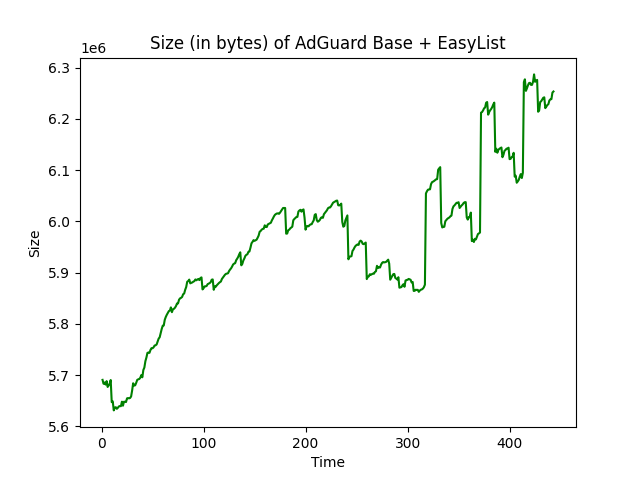 Size (in bytes) of AdGuard Base + EasyList
1e6
6.3
6.2
6.1
6.0
5.9
5.8
5.7
5.6
Size
0 100 200 300 400
Time